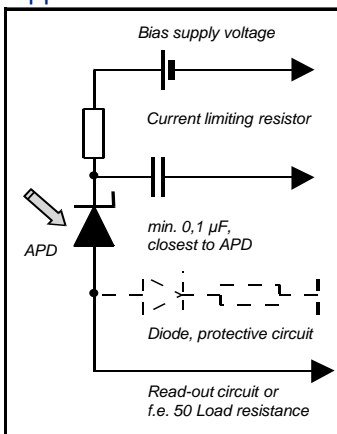 Bias supply voltage
Current limiting resistor
min. 0,1 µF,
closest to APD
APD
Diode, protective circuit
Read-out circuit or
f.e. 50 Load resistance